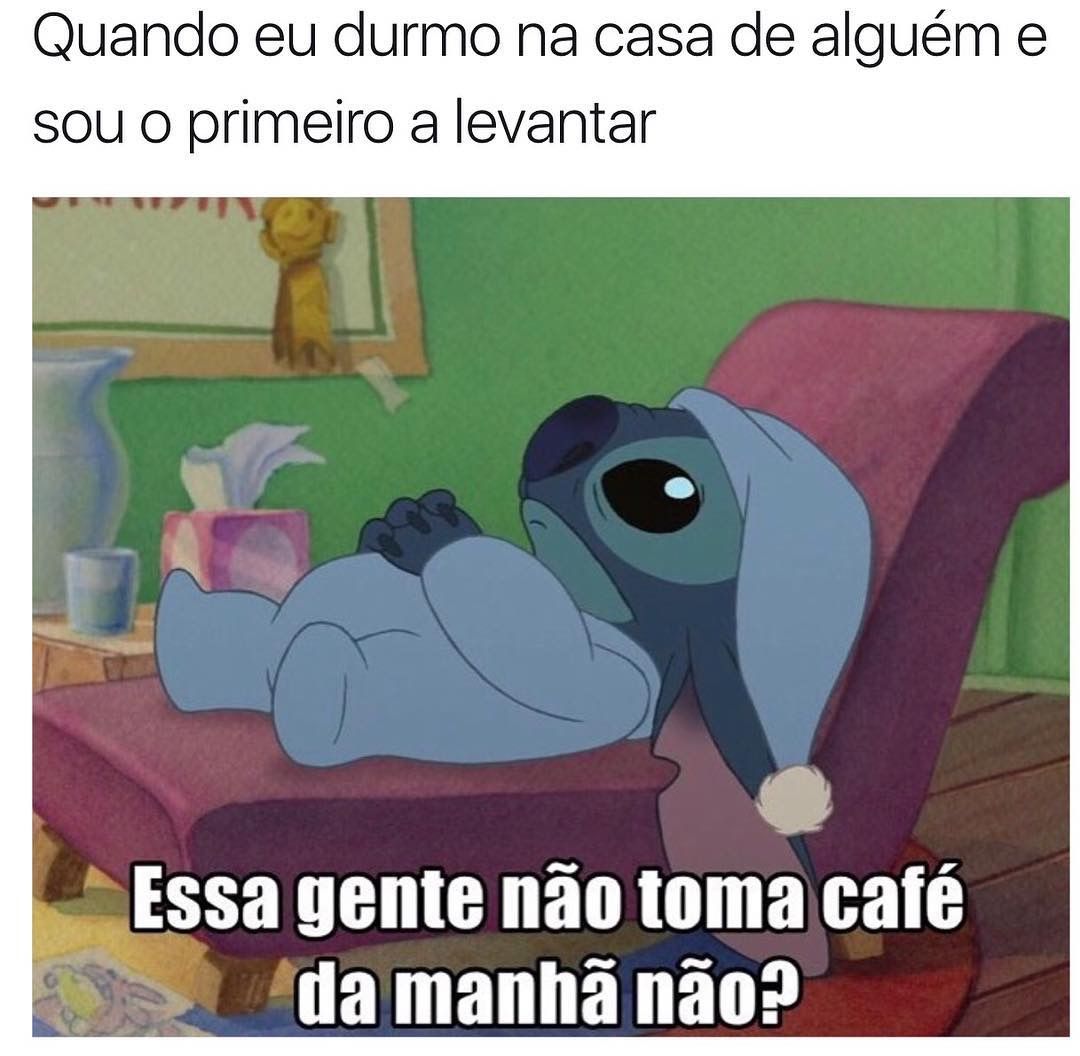 Quando eu durmo na casa de alguém e
sou o primeiro a levantar
Essa gente não toma café
da manhã não?